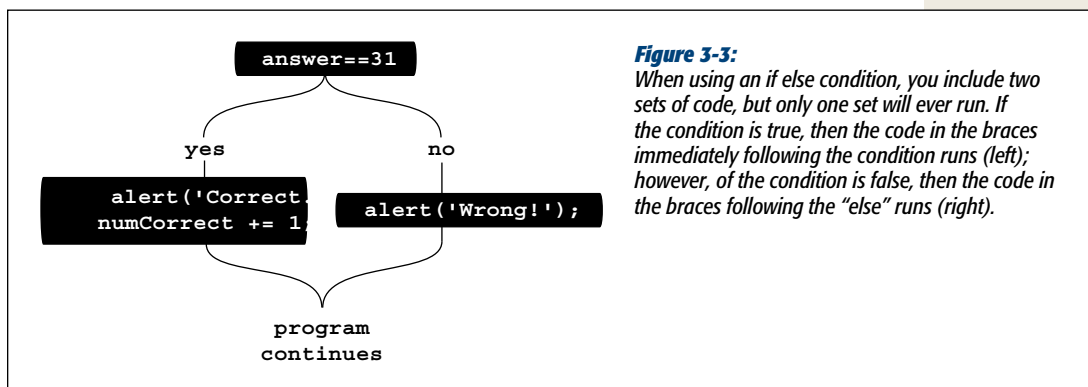 answer==31
yes
no
alert('Correct.
numCorrect += 1;
alert('Wrong!');
program
continues
Figure 3-3:
When using an if else condition, you include two
sets of code, but only one set will ever run. If
the condition is true, then the code in the braces
immediately following the condition runs (left);
however, of the condition is false, then the code in
the braces following the “else” runs (right).